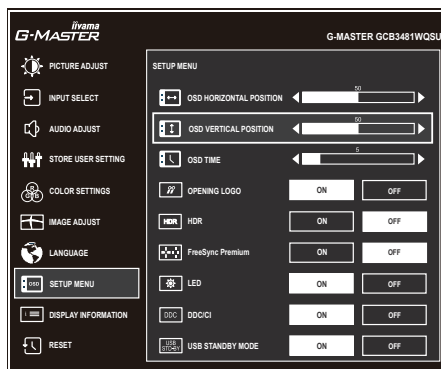 iiyama
G-MASTER
G-MASTER GCB3481WQSU
PICTURE ADJUST
INPUT SELECT
AUDIO ADJUST
STORE USER SETTING
R
G B
COLOR SETTINGS
IMAGE ADJUST
LANGUAGE
OSD
SETUP MENU
i
DISPLAY INFORMATION
RESET
SETUP MENU
OSD HORIZONTAL POSITION
50
OSD VERTICAL POSITION
50
OSD TIME
5
OPENING LOGO
ON
OFF
HDR
HDR
ON
OFF
FreeSync Premium
ON
OFF
LED
ON
OFF
DDC
DDC/CI
ON
OFF
USB
STD-BY
USB STANDBY MODE
ON
OFF